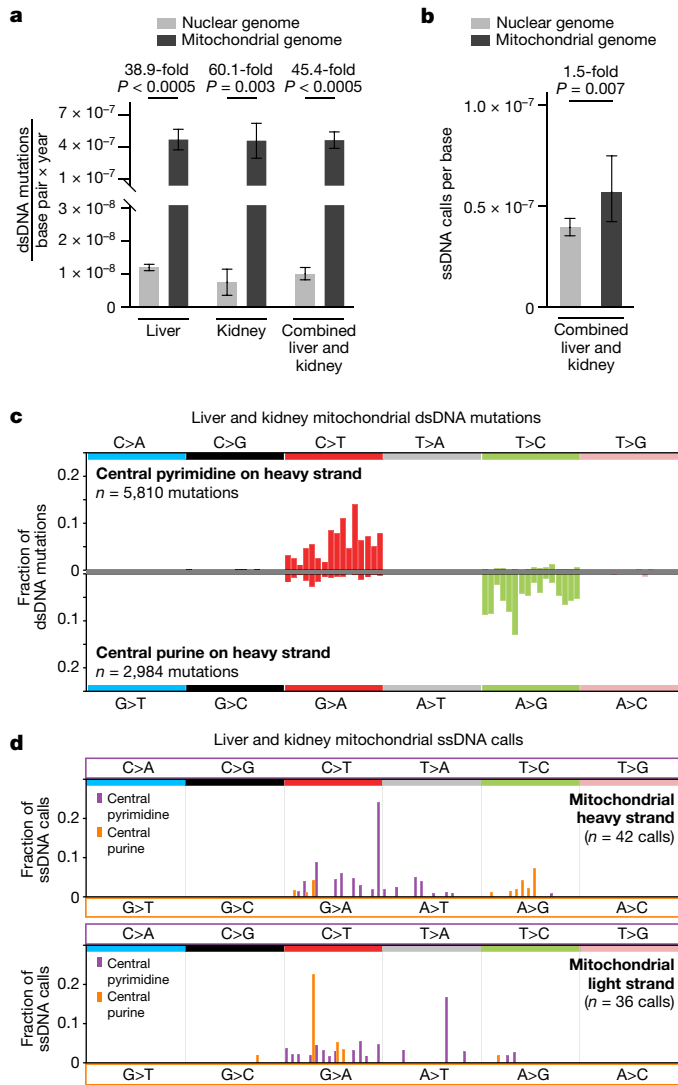 a
Nuclear genome
Mitochondrial genome
38.9-fold 60.1-fold 45.4-fold
P < 0.0005 P = 0.003 P < 0.0005
dsDNA mutations
base pair × year
7 × 10⁻⁷
4 × 10⁻⁷
1 × 10⁻⁷
3 × 10⁻⁸
2 × 10⁻⁸
1 × 10⁻⁸
0
Liver Kidney Combined
liver and
kidney
b
Nuclear genome
Mitochondrial genome
1.5-fold
P = 0.007
ssDNA calls per base
1.0 × 10⁻⁷
0.5 × 10⁻⁷
0
Combined
liver and
kidney
c
Liver and kidney mitochondrial dsDNA mutations
C>A C>G C>T T>A T>C T>G
Fraction of
dsDNA mutations
0.2
0.1
0
0.1
0.2
Central pyrimidine on heavy strand
n = 5,810 mutations
Central purine on heavy strand
n = 2,984 mutations
G>T G>C G>A A>T A>G A>C
d
Liver and kidney mitochondrial ssDNA calls
C>A C>G C>T T>A T>C T>G
Fraction of
ssDNA calls
0.2
0.1
0
Central
pyrimidine
Central
purine
Mitochondrial
heavy strand
(n = 42 calls)
G>T G>C G>A A>T A>G A>C
C>A C>G C>T T>A T>C T>G
Fraction of
ssDNA calls
0.2
0.1
0
Central
pyrimidine
Central
purine
Mitochondrial
light strand
(n = 36 calls)
G>T G>C G>A A>T A>G A>C